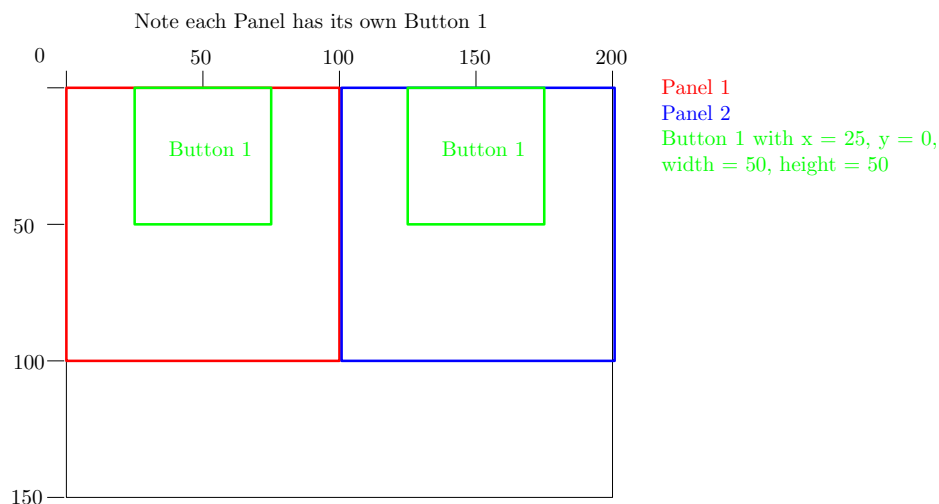 Note each Panel has its own Button 1
0
50
100
150
200
Panel 1
Panel 2
Button 1 with x = 25, y = 0,
width = 50, height = 50
Button 1
Button 1
50
100
150